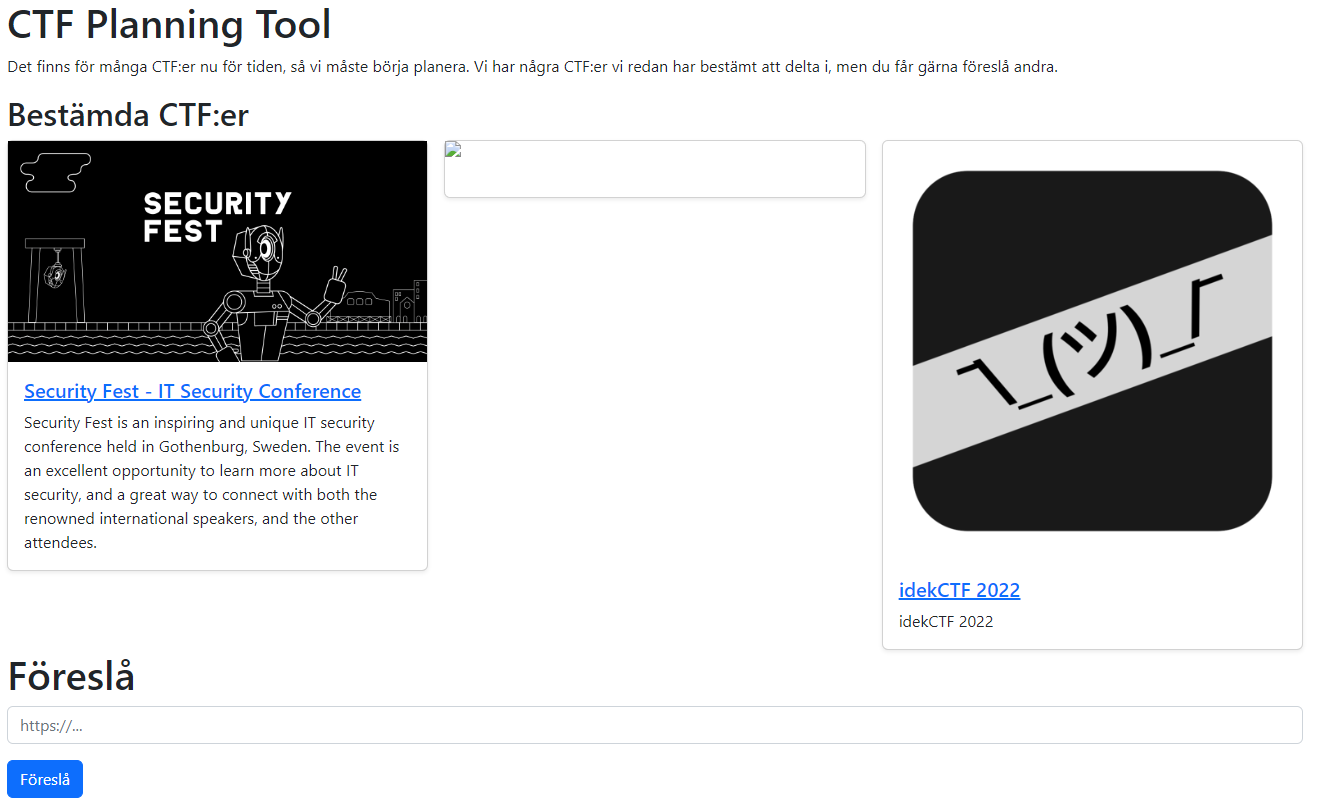 CTF Planning Tool
Det finns för många CTF:er nu för tiden, så vi måste börja planera. Vi har några CTF:er vi redan har bestämt att delta i, men du får gärna föreslå andra.
Bestämda CTF:er
SECURITY
FEST
Security Fest - IT Security Conference
Security Fest is an inspiring and unique IT security
conference held in Gothenburg, Sweden. The event is
an excellent opportunity to learn more about IT
security, and a great way to connect with both the
renowned international speakers, and the other
attendees.
¯\_(ツ)_/¯
idekCTF 2022
idekCTF 2022
Föreslå
https://...
Föreslå